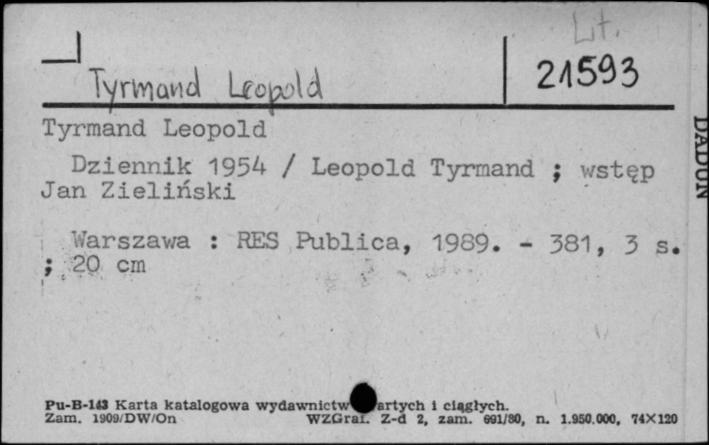 Lit.
Tyrmand Leopold
21593
Tyrmand Leopold
Dziennik 1954 / Leopold Tyrmand ; wstęp
Jan Zieliński
Warszawa : RES Publica, 1989. - 381, 3 s.
; 20 cm
Pu-B-143 Karta katalogowa wydawnictw artych i ciągłych.
Zam. 1909/DW/On WZGraf. Z-d 2, zam. 691/80, n. 1.950.000, 74X120